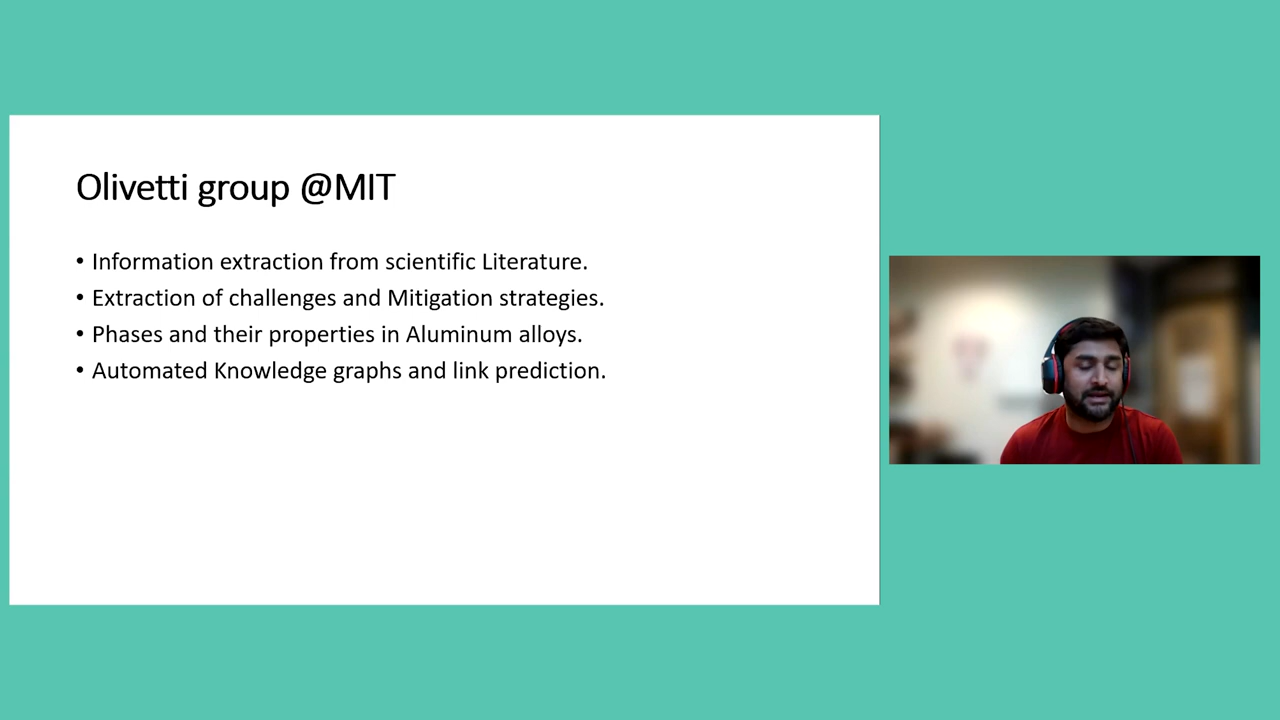 Olivetti group @MIT
• Information extraction from scientific Literature.
• Extraction of challenges and Mitigation strategies.
• Phases and their properties in Aluminum alloys.
• Automated Knowledge graphs and link prediction.